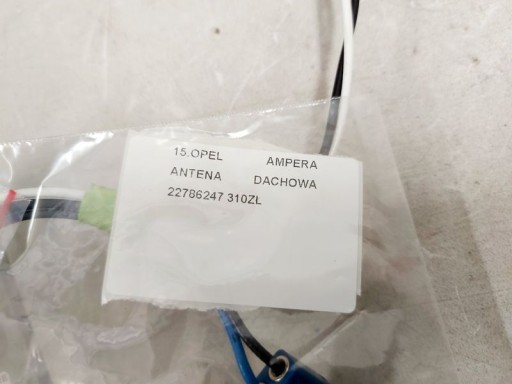 15.OPEL AMPERA
ANTENA DACHOWA
22786247 310ZŁ